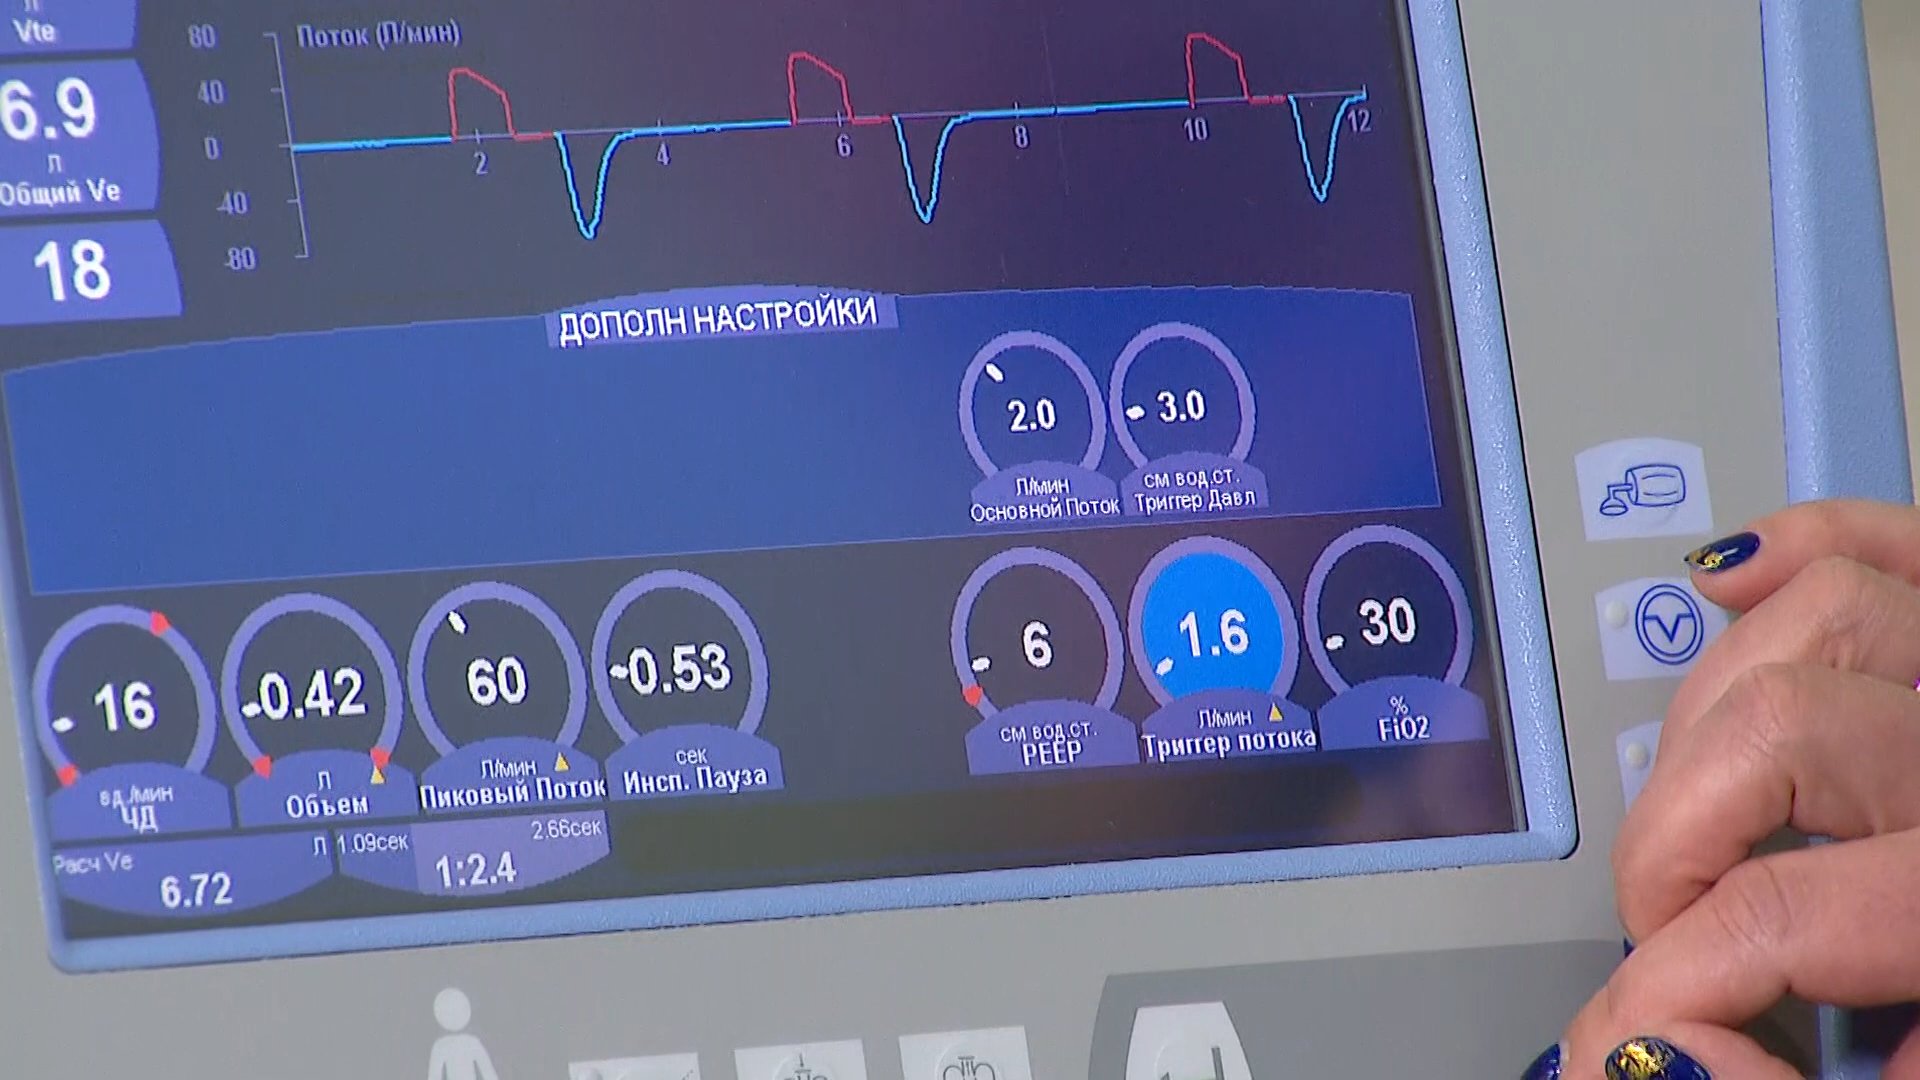 Vte
6.9
л
Общий Ve
18
Поток (Л/мин)
80
40
0
-40
-80
2
4
6
8
10
12
ДОПОЛН НАСТРОЙКИ
2.0
Л/мин
Основной Поток
3.0
см вод.ст.
Триггер Давл
16
вд./мин
ЧД
0.42
Л
Объем
60
Л/мин
Пиковый Поток
0.53
сек
Инсп. Пауза
6
см вод.ст.
PEEP
1.6
Л/мин
Триггер потока
30
%
FiO2
Расч Ve
Л
6.72
1.09сек
2.66сек
1:2.4